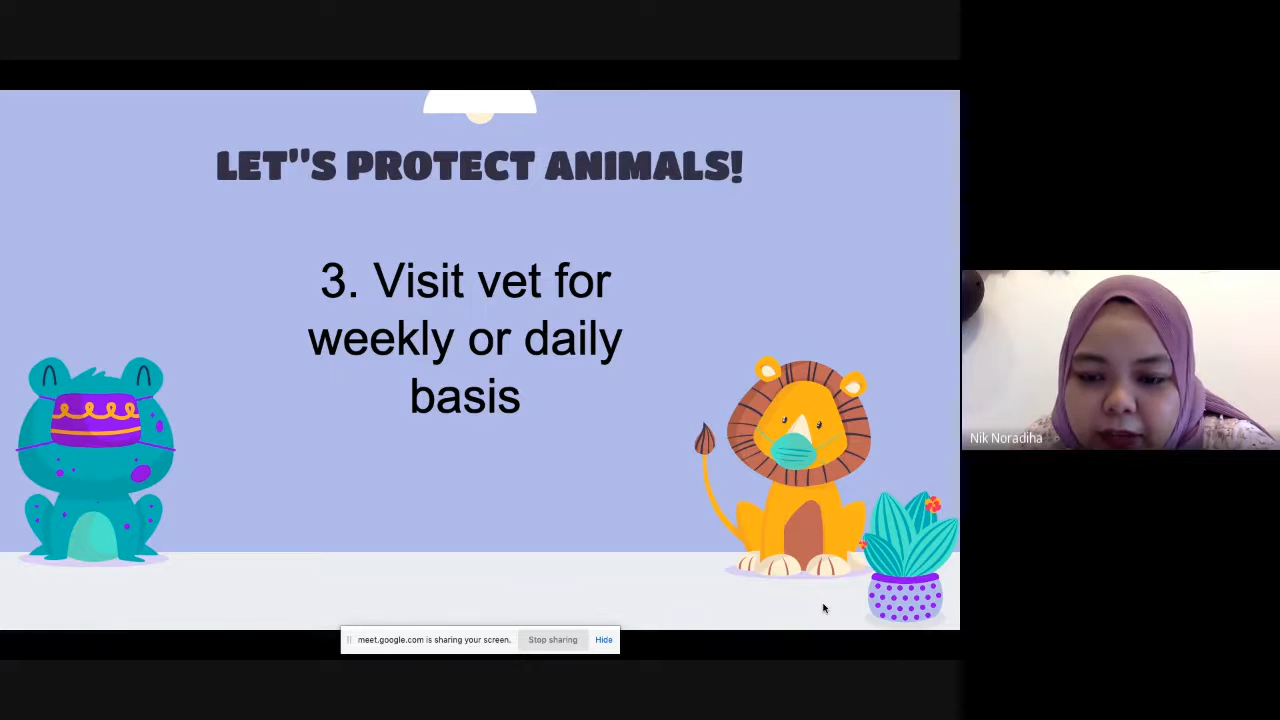 LET"S PROTECT ANIMALS!
3. Visit vet for
weekly or daily
basis
Nik Noradiha
meet.google.com is sharing your screen.
Stop sharing
Hide